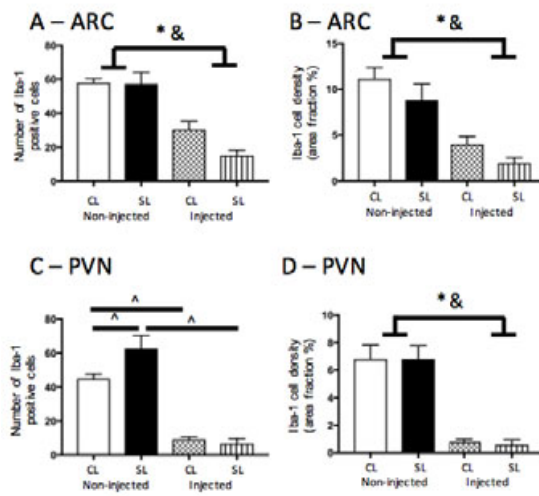 A – ARC
* &
Number of Iba-1
positive cells
80
60
40
20
0
CL SL CL SL
Non-injected Injected
B – ARC
* &
Iba-1 cell density
(area fraction %)
15
10
5
0
CL SL CL SL
Non-injected Injected
C – PVN
^
^ ^
Number of Iba-1
positive cells
80
60
40
20
0
CL SL CL SL
Non-injected Injected
D – PVN
* &
Iba-1 cell density
(area fraction %)
10
8
6
4
2
0
CL SL CL SL
Non-injected Injected